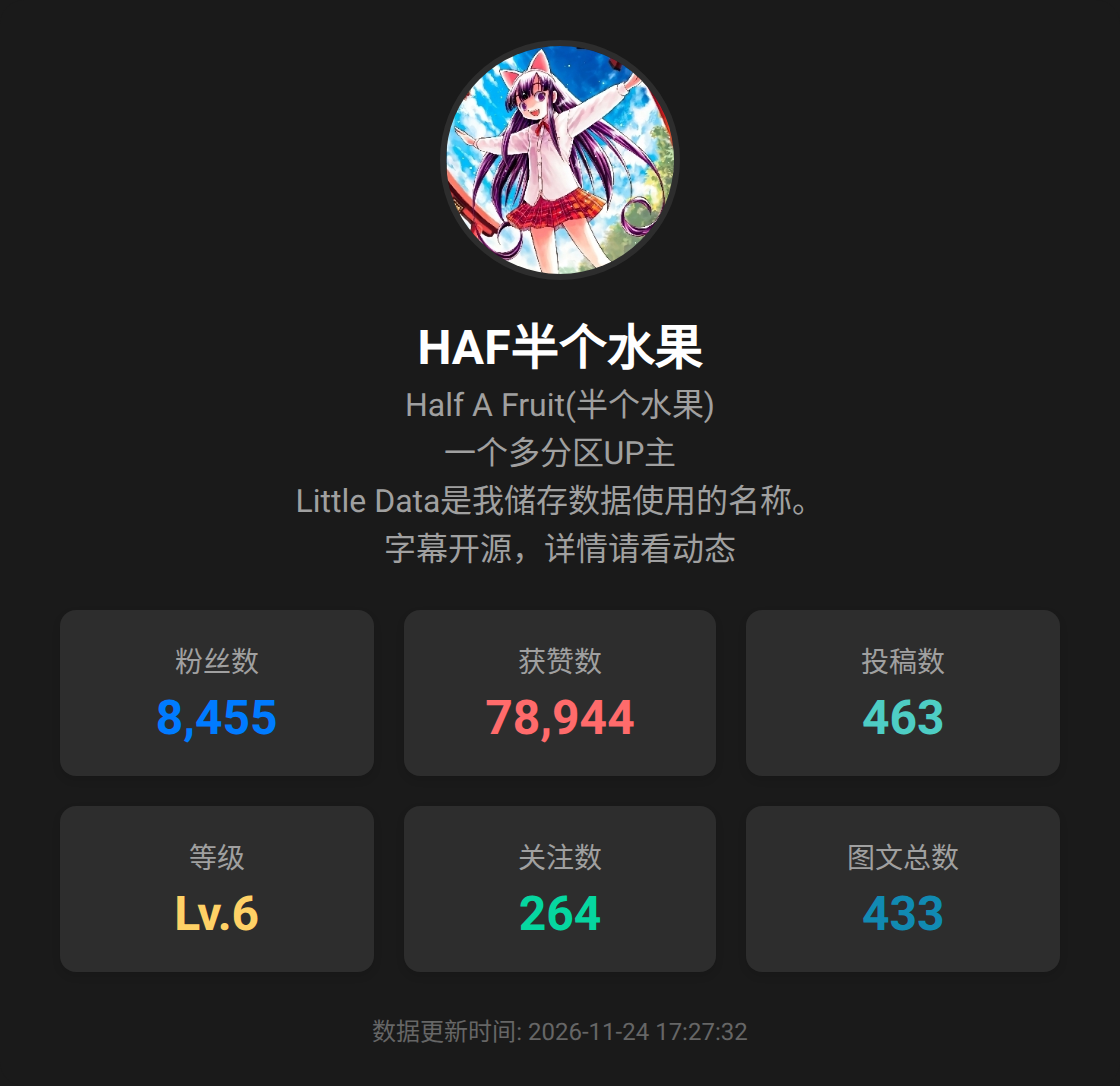 HAF半个水果
Half A Fruit(半个水果)
一个多分区UP主
Little Data是我储存数据使用的名称。
字幕开源，详情请看动态
粉丝数
8,455
获赞数
78,944
投稿数
463
等级
Lv.6
关注数
264
图文总数
433
数据更新时间: 2026-11-24 17:27:32